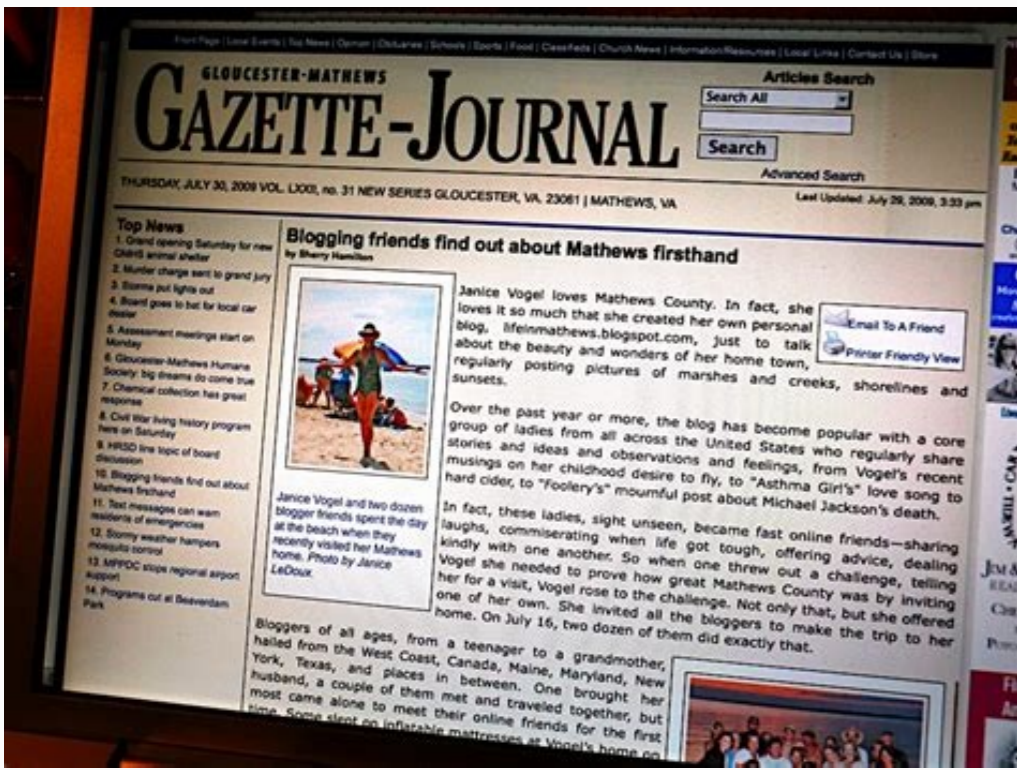 Front Page | Local Events | Top News | Opinion | Obituaries | Schools | Sports | Food | Classifieds | Church News | Information/Resources | Local Links | Contact Us | Store
GLOUCESTER-MATHEWS
GAZETTE-JOURNAL
Articles Search
Search All
Search
Advanced Search
THURSDAY, JULY 30, 2009 VOL. LXXII, no. 31 NEW SERIES GLOUCESTER, VA. 23061 | MATHEWS, VA
Last Updated: July 29, 2009, 3:33 pm
Top News
1. Grand opening Saturday for new
GMHS animal shelter
2. Murder charge sent to grand jury
3. Storms put lights out
4. Board goes to bat for local car
dealer
5. Assessment meetings start on
Monday
6. Gloucester-Mathews Humane
Society: big dreams do come true
7. Chemical collection has great
response
8. Civil War living history program
here on Saturday
9. HRSD line topic of board
discussion
10. Blogging friends find out about
Mathews firsthand
11. Text messages can warn
residents of emergencies
12. Stormy weather hampers
mosquito control
13. MPPDC stops regional airport
support
14. Programs cut at Beaverdam
Park
Blogging friends find out about Mathews firsthand
by Sherry Hamilton
Janice Vogel loves Mathews County. In fact, she
loves it so much that she created her own personal
blog, lifeinmathews.blogspot.com, just to talk
about the beauty and wonders of her home town,
regularly posting pictures of marshes and creeks, shorelines and
sunsets.
Email To A Friend
Printer Friendly View
Over the past year or more, the blog has become popular with a core
group of ladies from all across the United States who regularly share
stories and ideas and observations and feelings, from Vogel's recent
musings on her childhood desire to fly, to "Asthma Girl's" love song to
hard cider, to "Foolery's" mournful post about Michael Jackson's death.
Janice Vogel and two dozen
blogger friends spent the day
at the beach when they
recently visited her Mathews
home. Photo by Janice
LeDoux.
In fact, these ladies, sight unseen, became fast online friends—sharing
laughs, commiserating when life got tough, offering advice, dealing
kindly with one another. So when one threw out a challenge, telling
Vogel she needed to prove how great Mathews County was by inviting
her for a visit, Vogel rose to the challenge. Not only that, but she offered
one of her own. She invited all the bloggers to make the trip to her
home. On July 16, two dozen of them did exactly that.
Bloggers of all ages, from a teenager to a grandmother,
hailed from the West Coast, Canada, Maine, Maryland, New
York, Texas, and places in between. One brought her
husband, a couple of them met and traveled together, but
most came alone to meet their online friends for the first
time. Some slept on inflatable mattresses at Vogel's home on